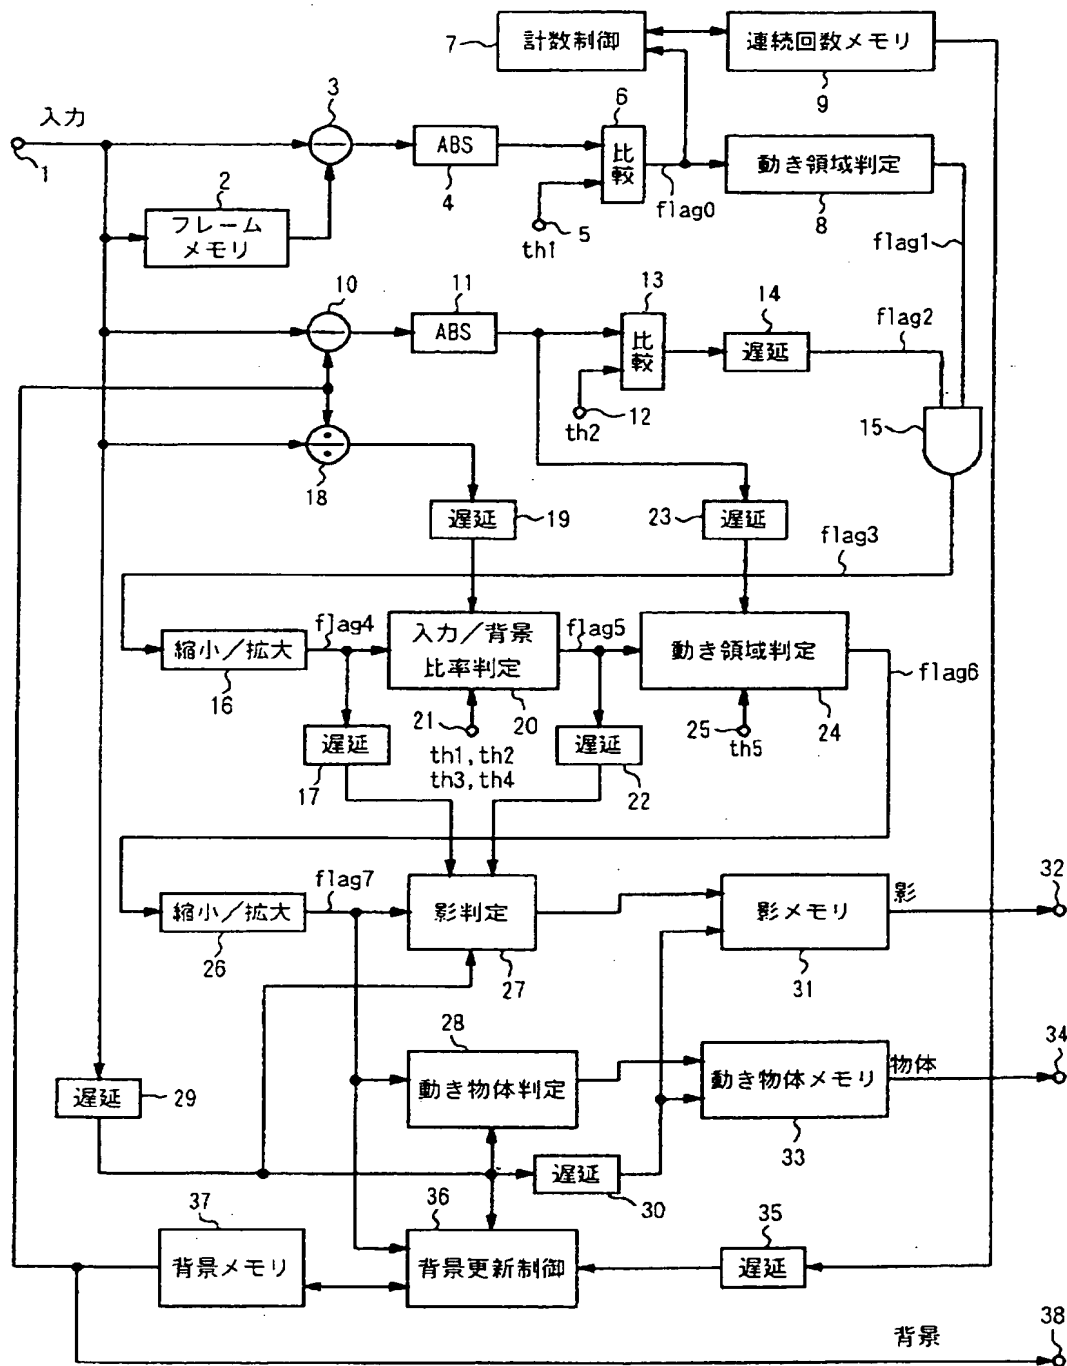 7
計数制御
連続回数メモリ
9
入力
1
3
ABS
4
6
比較
flag0
動き領域判定
8
2
フレーム
メモリ
5
th1
flag1
10
11
ABS
13
比較
14
遅延
flag2
12
th2
15
18
遅延
19
23
遅延
flag3
縮小／拡大
16
flag4
入力／背景
比率判定
20
flag5
動き領域判定
24
flag6
21
th1, th2
th3, th4
25
th5
遅延
17
遅延
22
縮小／拡大
26
flag7
影判定
27
影メモリ
31
影
32
28
動き物体判定
動き物体メモリ
33
物体
34
遅延
29
遅延
30
37
背景メモリ
36
背景更新制御
35
遅延
背景
38